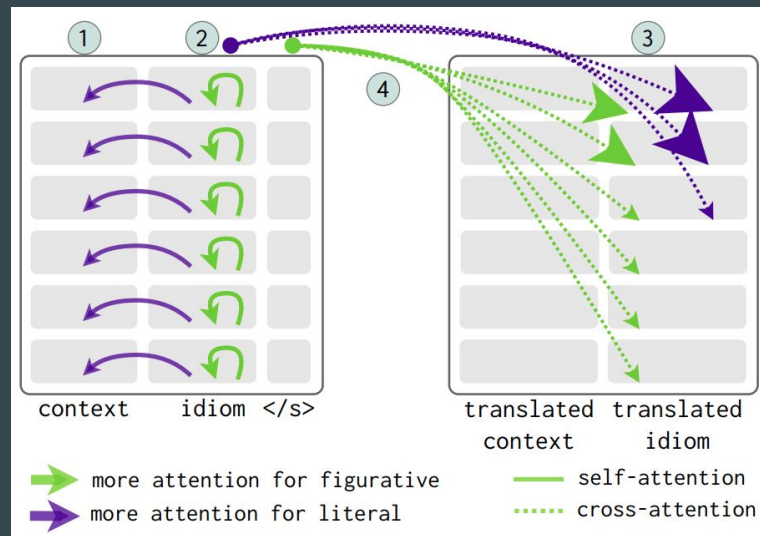 1
2
3
4
context
idiom
</s>
translated
context
translated
idiom
more attention for figurative
more attention for literal
self-attention
cross-attention